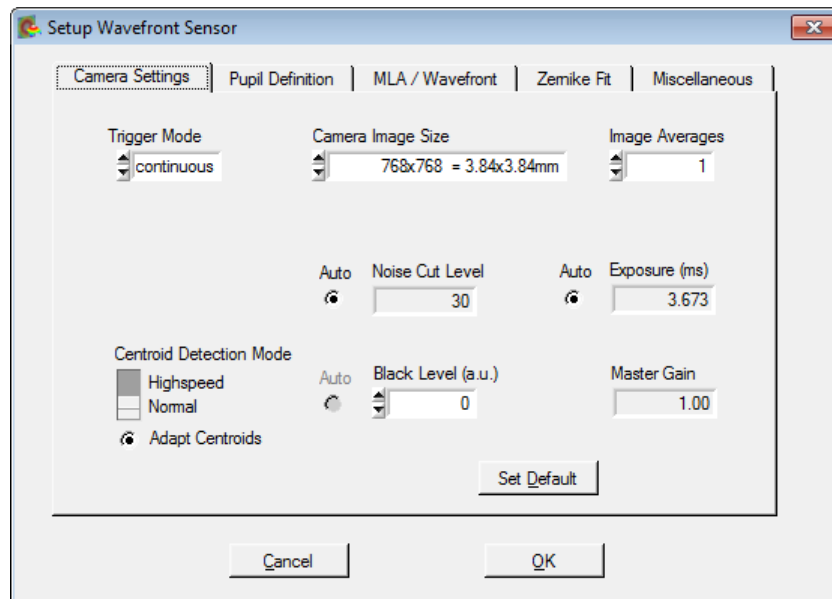 Setup Wavefront Sensor
Camera Settings Pupil Definition MLA / Wavefront Zernike Fit Miscellaneous
Trigger Mode Camera Image Size Image Averages
continuous 768x768 = 3.84x3.84mm 1
Auto Noise Cut Level Auto Exposure (ms)
30 3.673
Centroid Detection Mode
Highspeed
Normal
Adapt Centroids
Auto Black Level (a.u.) Master Gain
0 1.00
Set Default
Cancel OK